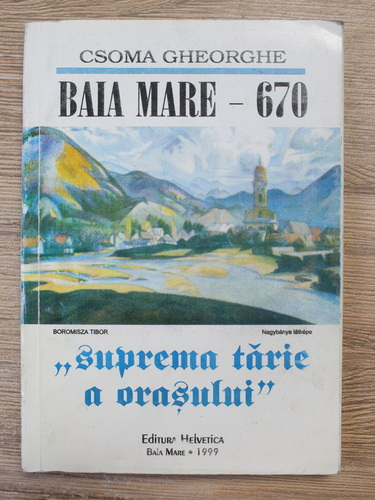 CSOMA GHEORGHE
BAIA MARE – 670
BOROMISZA TIBOR
Nagybánya látképe
„suprema tărie
a orașului”
EDITURA HELVETICA
BAIA MARE • 1999